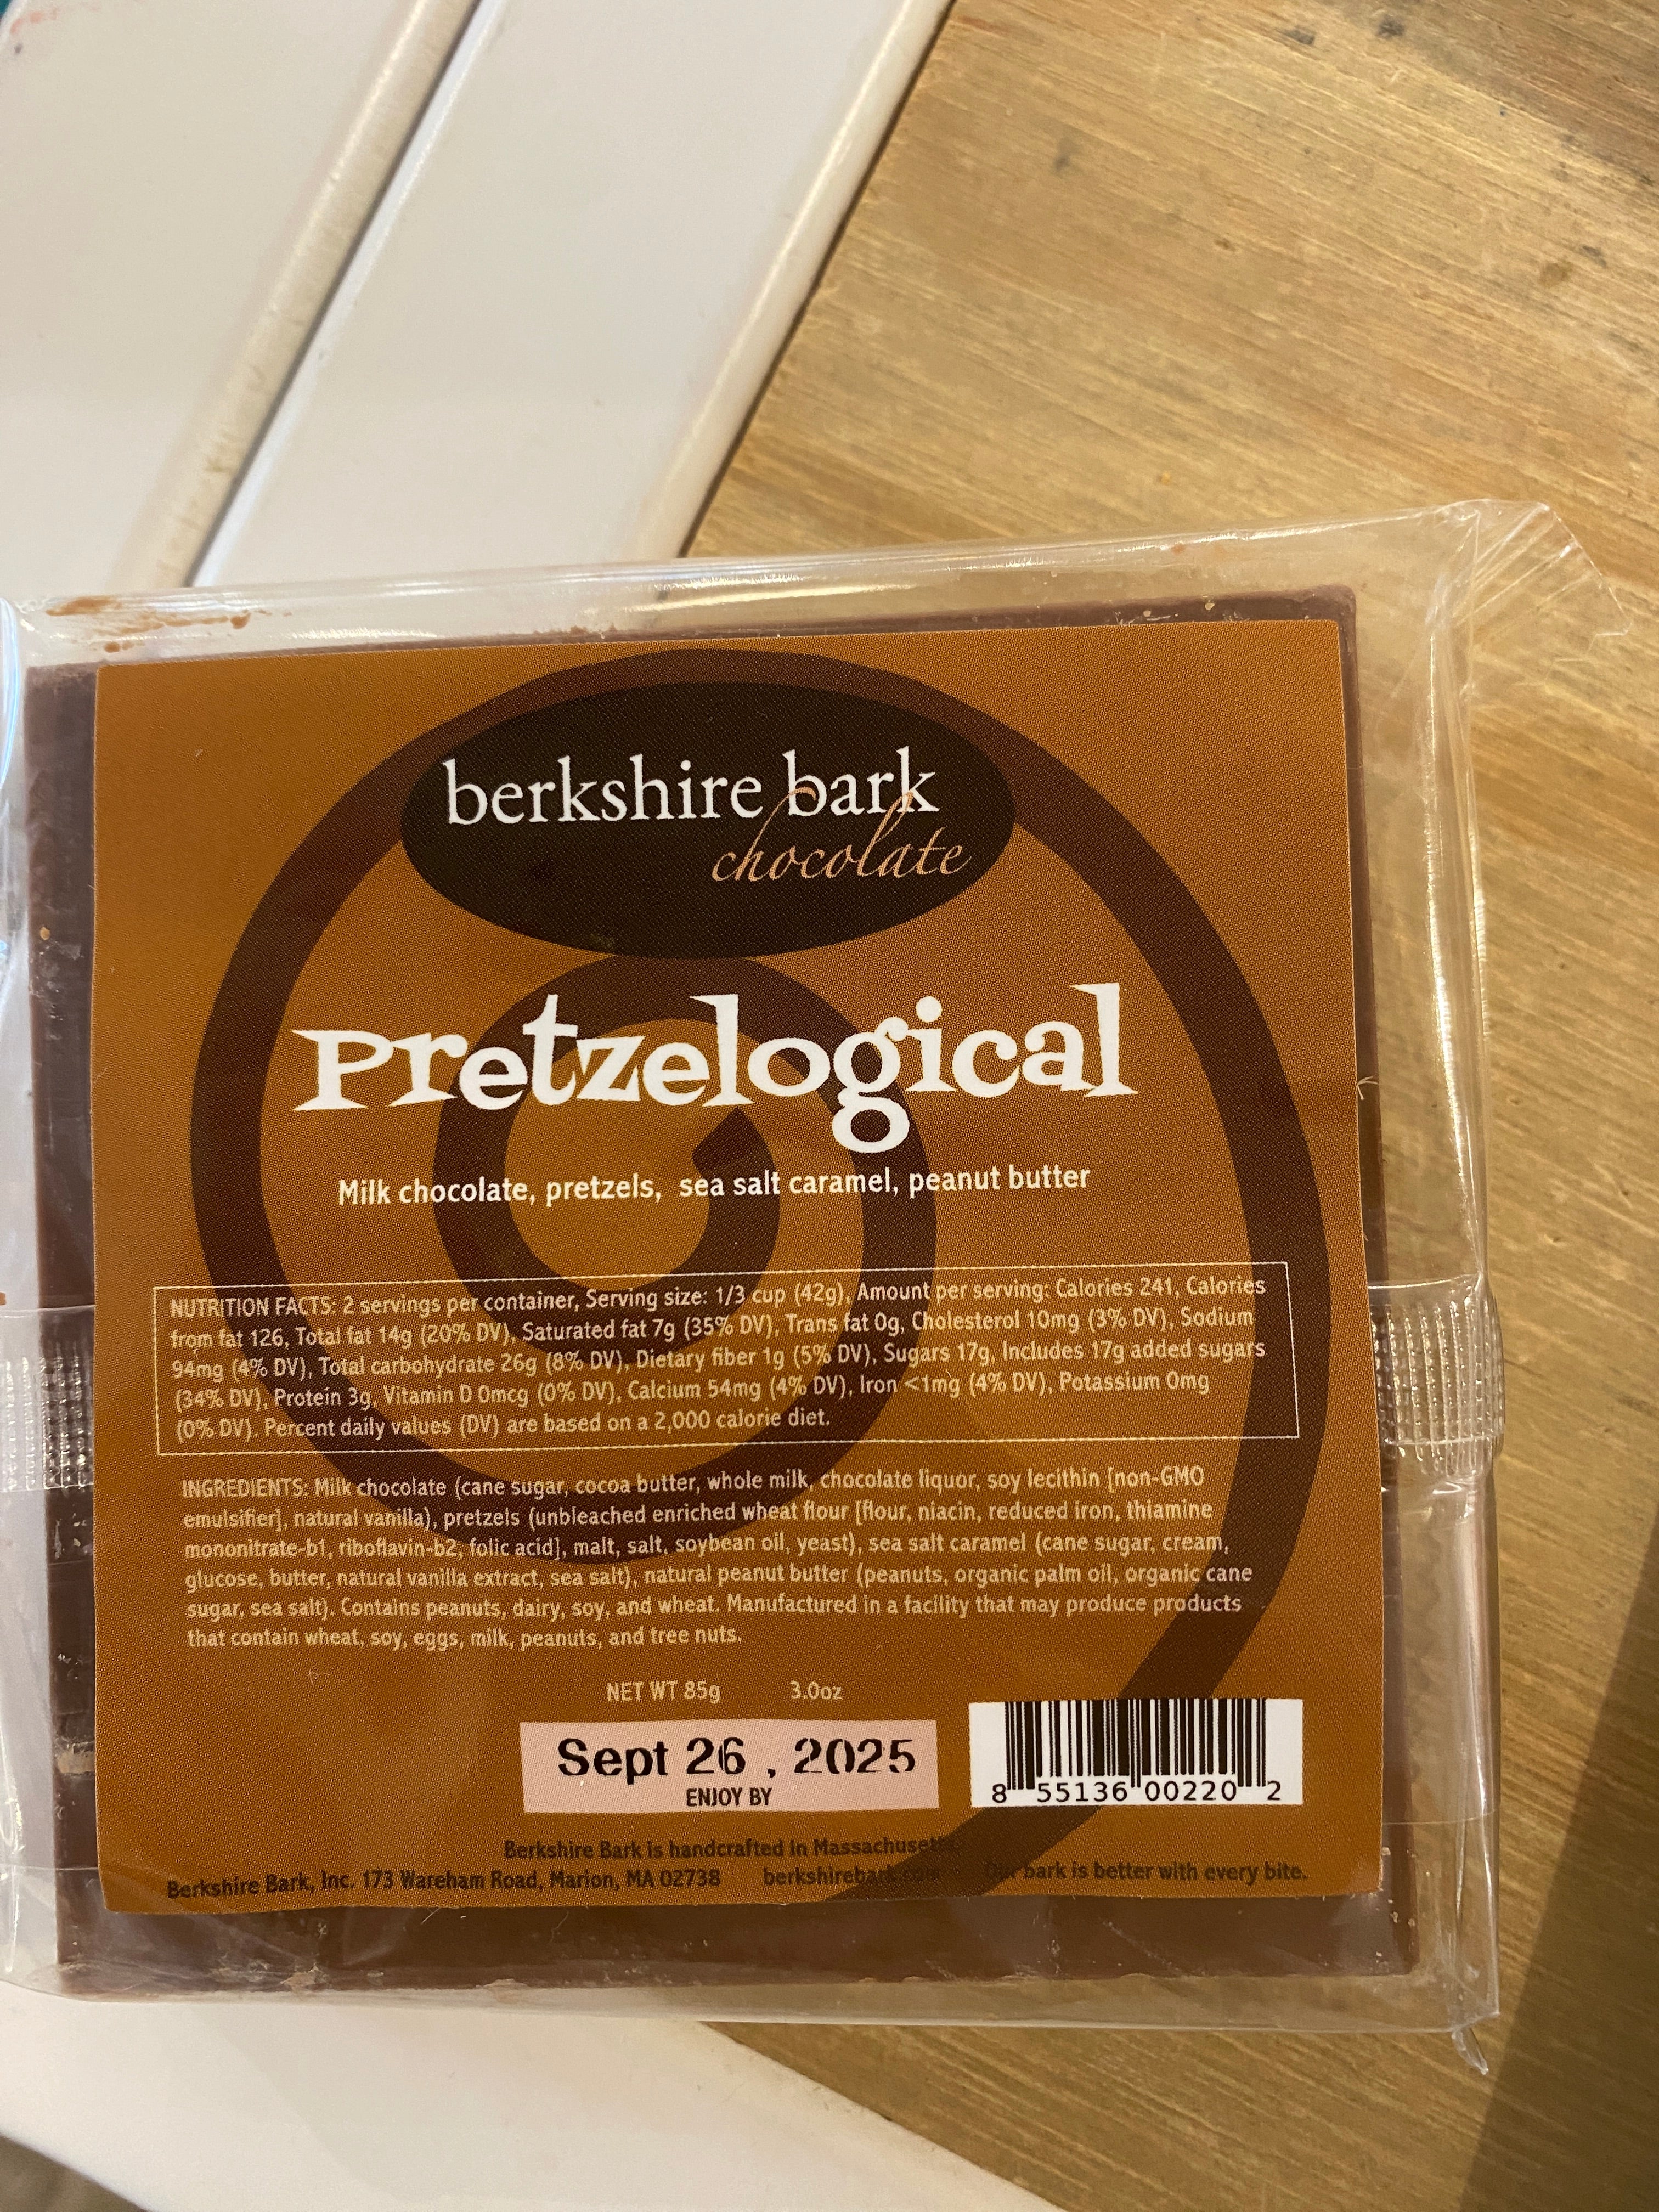 berkshire bark
chocolate
Pretzelogical
Milk chocolate, pretzels, sea salt caramel, peanut butter
NUTRITION FACTS: 2 servings per container, Serving size: 1/3 cup (42g), Amount per serving: Calories 241, Calories
from fat 126, Total fat 14g (20% DV), Saturated fat 7g (35% DV), Trans fat 0g, Cholesterol 10mg (3% DV), Sodium
94mg (4% DV), Total carbohydrate 26g (8% DV), Dietary fiber 1g (5% DV), Sugars 17g, Includes 17g added sugars
(34% DV), Protein 3g, Vitamin D 0mcg (0% DV), Calcium 54mg (4% DV), Iron <1mg (4% DV), Potassium 0mg
(0% DV). Percent daily values (DV) are based on a 2,000 calorie diet.
INGREDIENTS: Milk chocolate (cane sugar, cocoa butter, whole milk, chocolate liquor, soy lecithin [non-GMO
emulsifier], natural vanilla), pretzels (unbleached enriched wheat flour [flour, niacin, reduced iron, thiamine
mononitrate-b1, riboflavin-b2, folic acid], malt, salt, soybean oil, yeast), sea salt caramel (cane sugar, cream,
glucose, butter, natural vanilla extract, sea salt), natural peanut butter (peanuts, organic palm oil, organic cane
sugar, sea salt). Contains peanuts, dairy, soy, and wheat. Manufactured in a facility that may produce products
that contain wheat, soy, eggs, milk, peanuts, and tree nuts.
NET WT 85g 3.0oz
Sept 26 , 2025
ENJOY BY
8 55136 00220 2
Berkshire Bark is handcrafted in Massachusetts.
Berkshire Bark, Inc. 173 Wareham Road, Marion, MA 02738 berkshirebark.com Our bark is better with every bite.